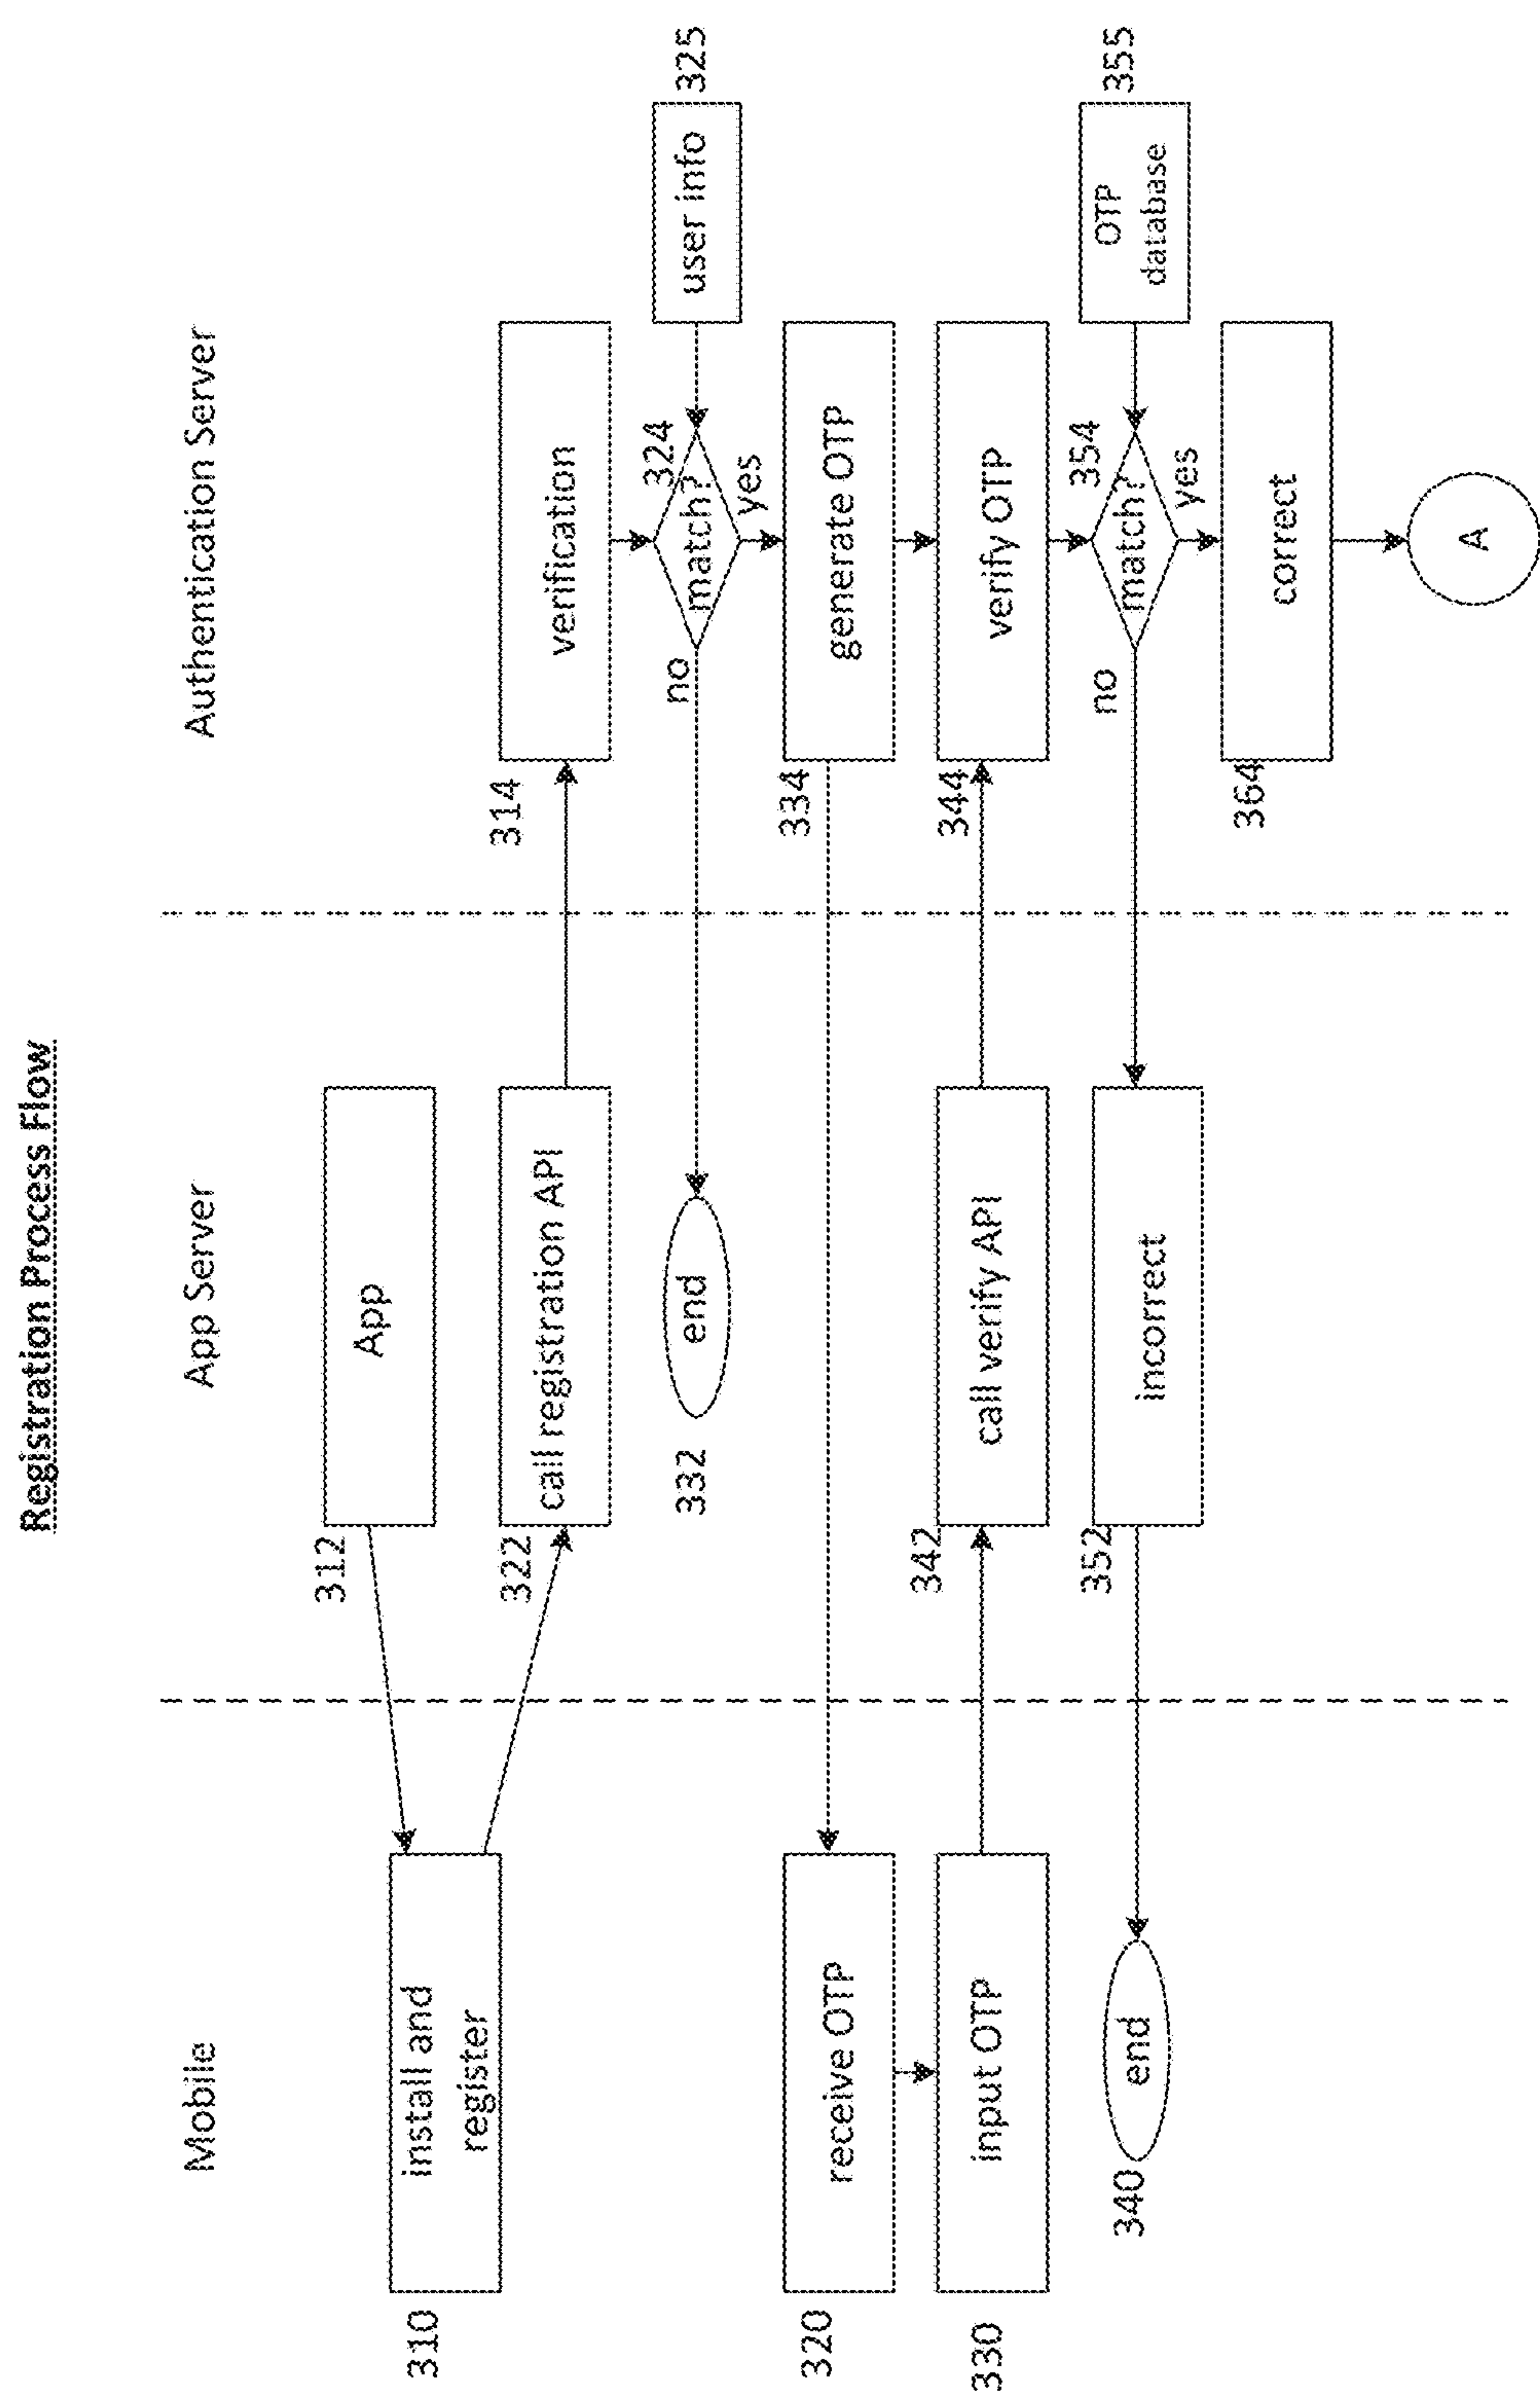 Registration Process Flow
Mobile
App Server
Authentication Server
312
App
310
install and
register
322
call registration API
314
verification
324
match?
325
user info
no
yes
332
end
334
generate OTP
320
receive OTP
330
input OTP
342
call verify API
344
verify OTP
354
match?
355
OTP
database
no
yes
352
incorrect
340
end
364
correct
A